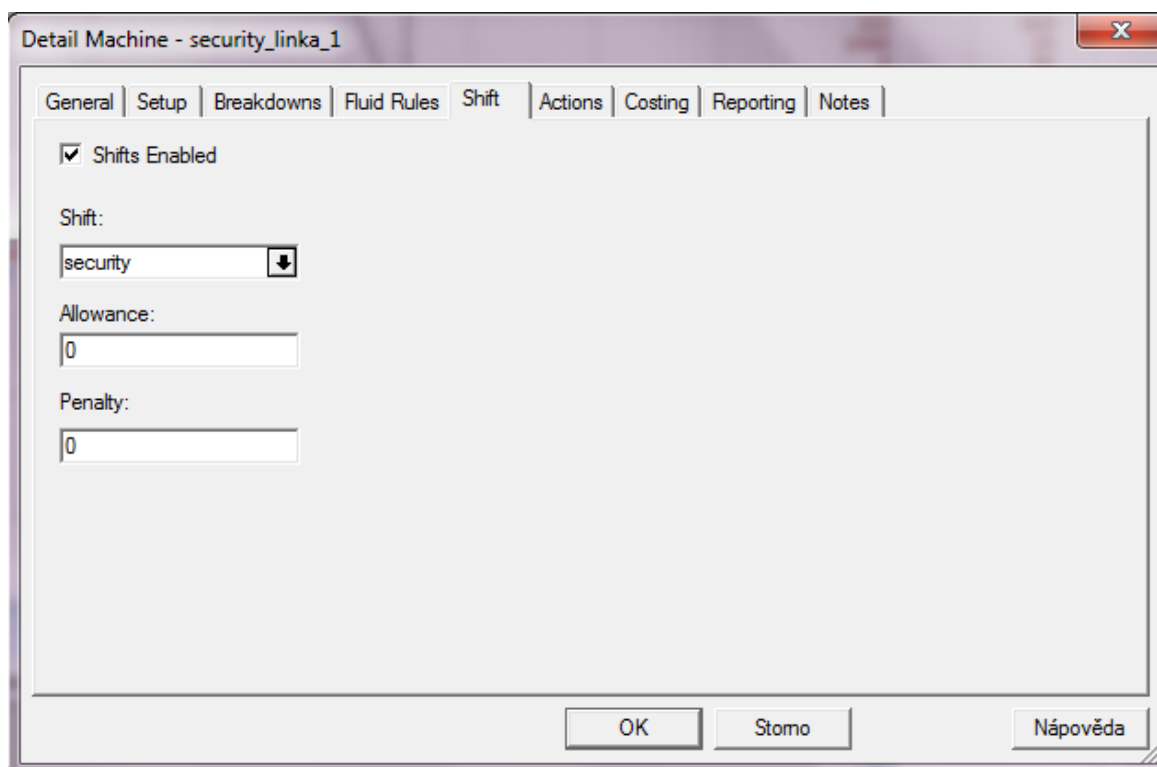 Detail Machine - security_linka_1
General Setup Breakdowns Fluid Rules Shift Actions Costing Reporting Notes
Shifts Enabled
Shift:
security
Allowance:
0
Penalty:
0
OK Storno Nápověda